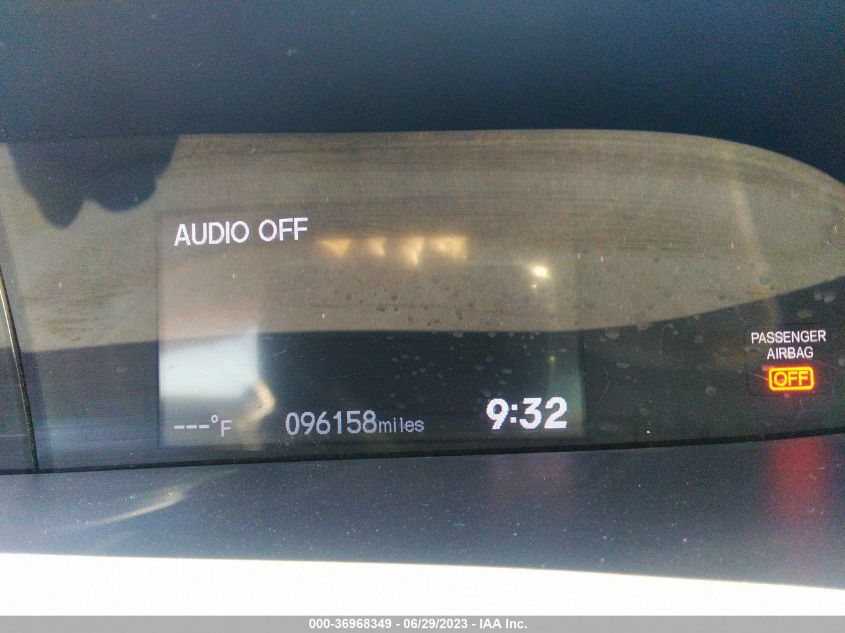 AUDIO OFF
PASSENGER
AIRBAG
OFF
---°F 096158miles 9:32
000-36968349 - 06/29/2023 - IAA Inc.